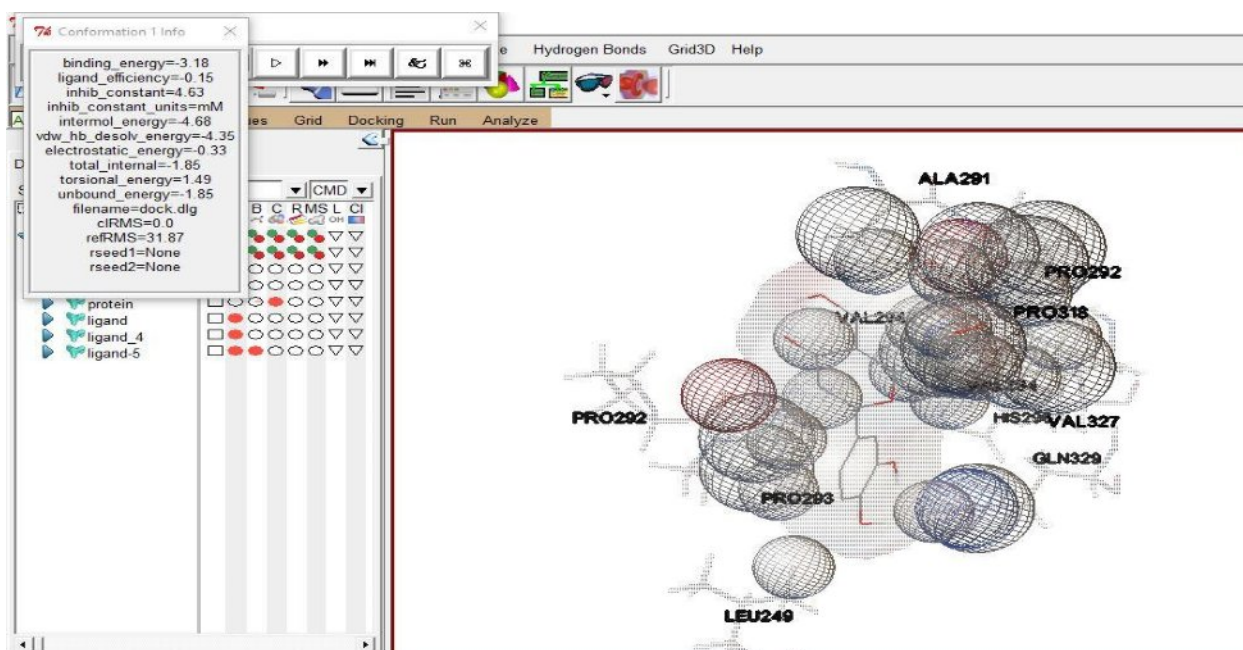 Conformation 1 Info
binding_energy=-3.18
ligand_efficiency=-0.15
inhib_constant=4.63
inhib_constant_units=mM
intermol_energy=-4.68
vdw_hb_desolv_energy=-4.35
electrostatic_energy=-0.33
total_internal=-1.85
torsional_energy=1.49
unbound_energy=-1.85
filename=dock.dlg
clRMS=0.0
refRMS=31.87
rseed1=None
rseed2=None
Hydrogen Bonds Grid3D Help
Grid Docking Run Analyze
CMD
B C R MS L Cl
protein
ligand
ligand_4
ligand-5
ALA291
PRO292
PRO318
VAL294
PRO292
VAL327
GLN329
PRO293
LEU249